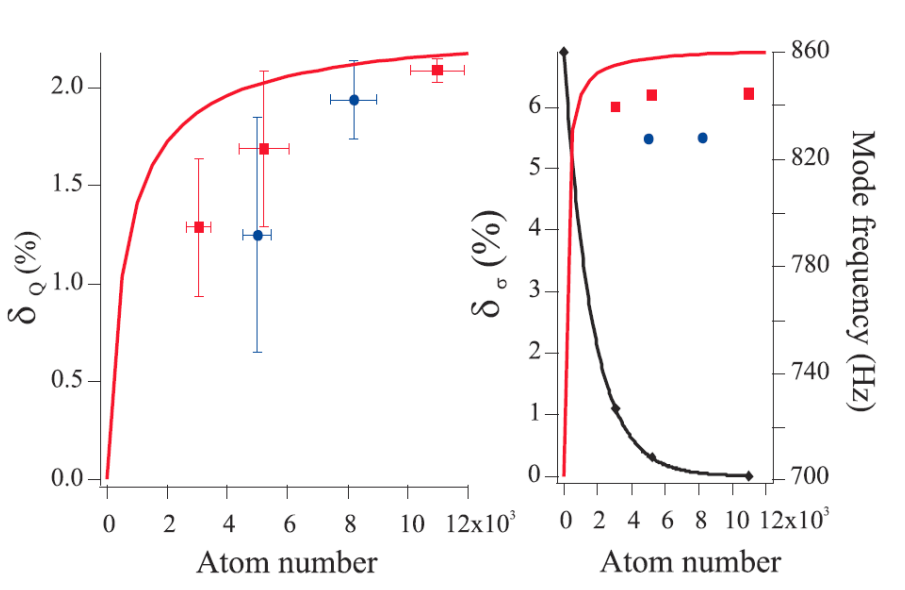 2.0
1.5
1.0
0.5
0.0
δ Q (%)
0 2 4 6 8 10 12x10³
Atom number
6
5
4
3
2
1
0
δ σ (%)
860
820
780
740
700
Mode frequency (Hz)
0 2 4 6 8 10 12x10³
Atom number